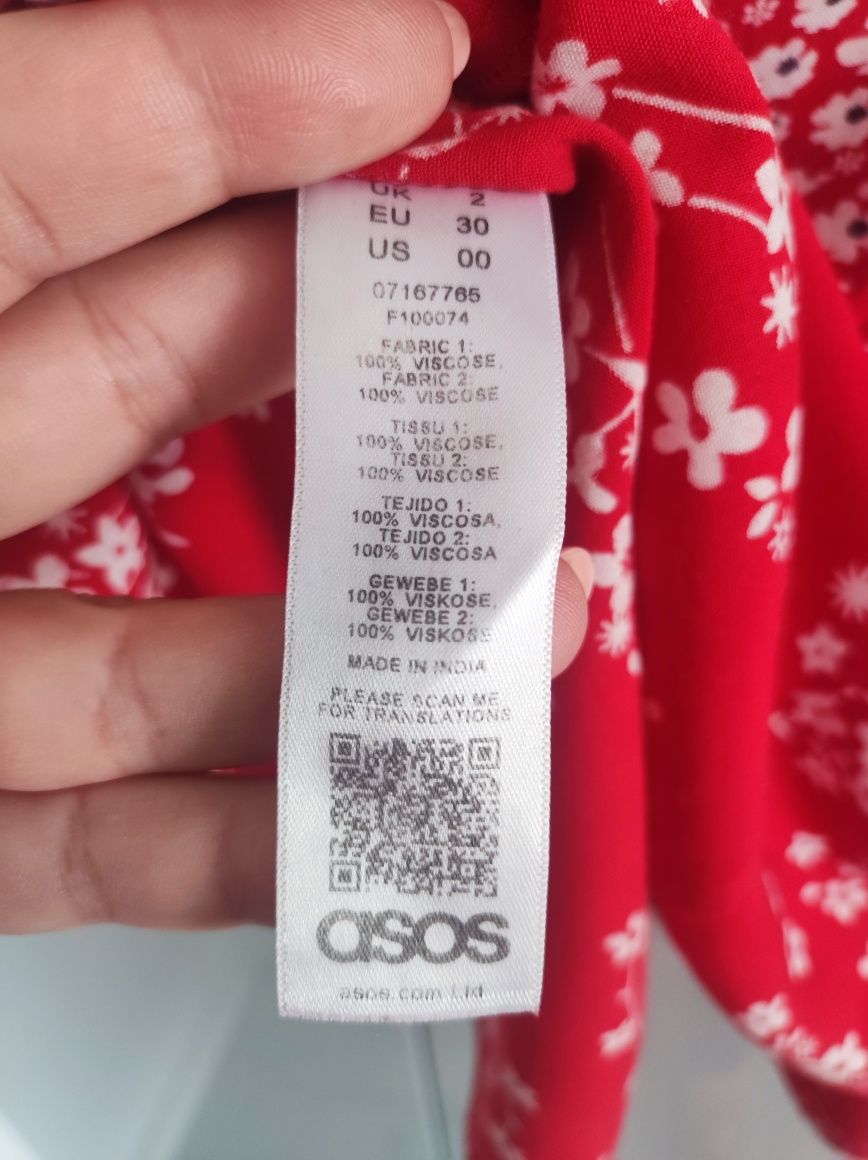 UK 2
EU 30
US 00
07167765
F100074
FABRIC 1:
100% VISCOSE,
FABRIC 2:
100% VISCOSE
TISSU 1:
100% VISCOSE,
TISSU 2:
100% VISCOSE
TEJIDO 1:
100% VISCOSA,
TEJIDO 2:
100% VISCOSA
GEWEBE 1:
100% VISKOSE,
GEWEBE 2:
100% VISKOSE
MADE IN INDIA
PLEASE SCAN ME
FOR TRANSLATIONS
asos
asos.com Ltd